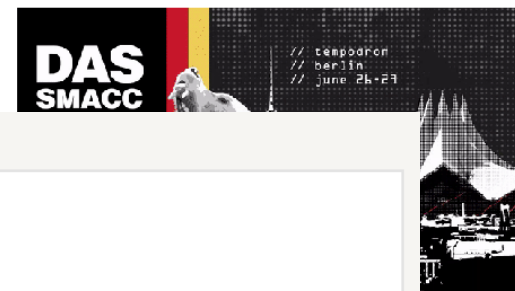 DAS
SMACC
// tempodrom
// berlin
// june 26-29